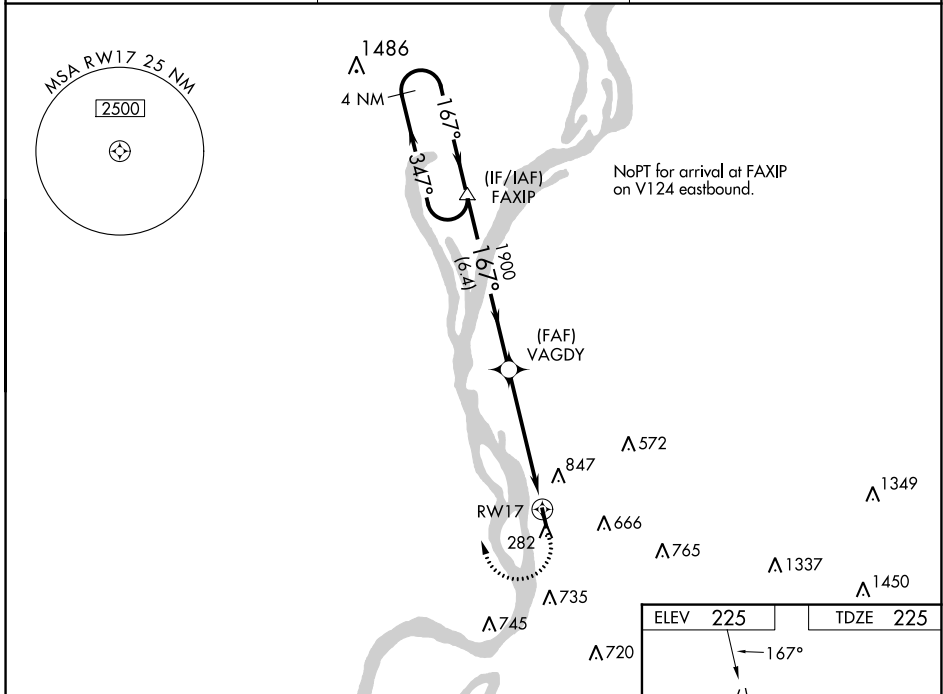 MSA RW17 25 NM
2500
1486
4 NM
167°
347°
(IF/IAF)
FAXIP
NoPT for arrival at FAXIP
on V124 eastbound.
1900
167°
(6.4)
(FAF)
VAGDY
572
847
1349
RW17
666
282
765
1337
1450
735
745
720
ELEV 225
TDZE 225
167°